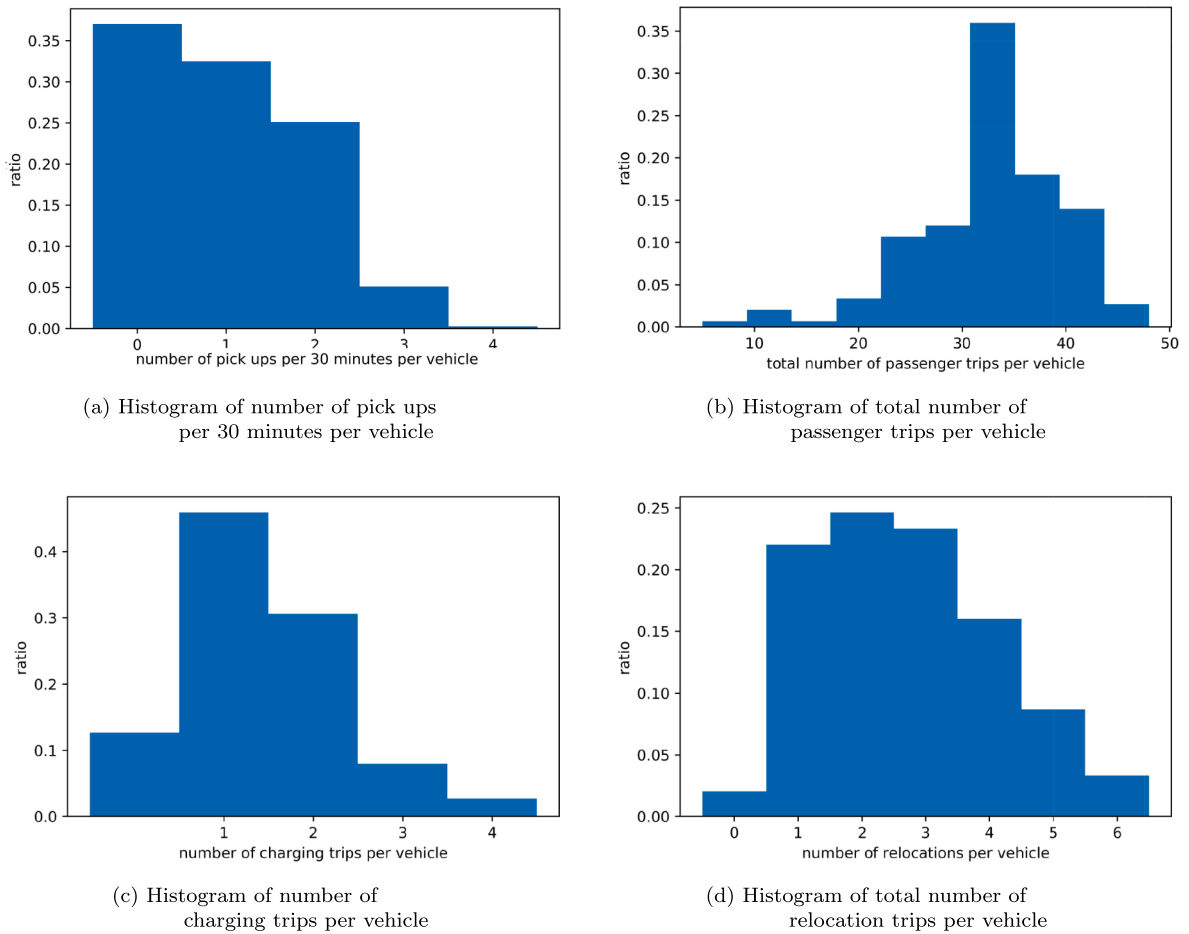 0.35
0.30
0.25
0.20
0.15
0.10
0.05
0.00
ratio
0 1 2 3 4
number of pick ups per 30 minutes per vehicle
(a) Histogram of number of pick ups
per 30 minutes per vehicle
0.35
0.30
0.25
0.20
0.15
0.10
0.05
0.00
ratio
10 20 30 40 50
total number of passenger trips per vehicle
(b) Histogram of total number of
passenger trips per vehicle
0.4
0.3
0.2
0.1
0.0
ratio
1 2 3 4
number of charging trips per vehicle
(c) Histogram of number of
charging trips per vehicle
0.25
0.20
0.15
0.10
0.05
0.00
ratio
0 1 2 3 4 5 6
number of relocations per vehicle
(d) Histogram of total number of
relocation trips per vehicle